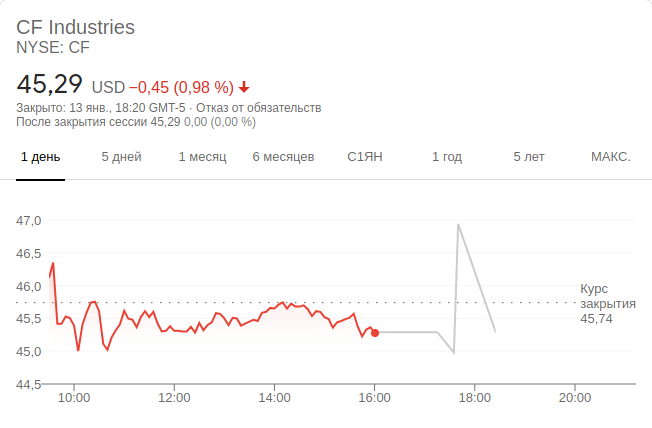 CF Industries
NYSE: CF
45,29 USD −0,45 (0,98 %)
Закрыто: 13 янв., 18:20 GMT-5 · Отказ от обязательств
После закрытия сессии 45,29 0,00 (0,00 %)
1 день 5 дней 1 месяц 6 месяцев С1ЯН 1 год 5 лет МАКС.
47,0
46,5
46,0
45,5
45,0
44,5
Курс
закрытия
45,74
10:00 12:00 14:00 16:00 18:00 20:00